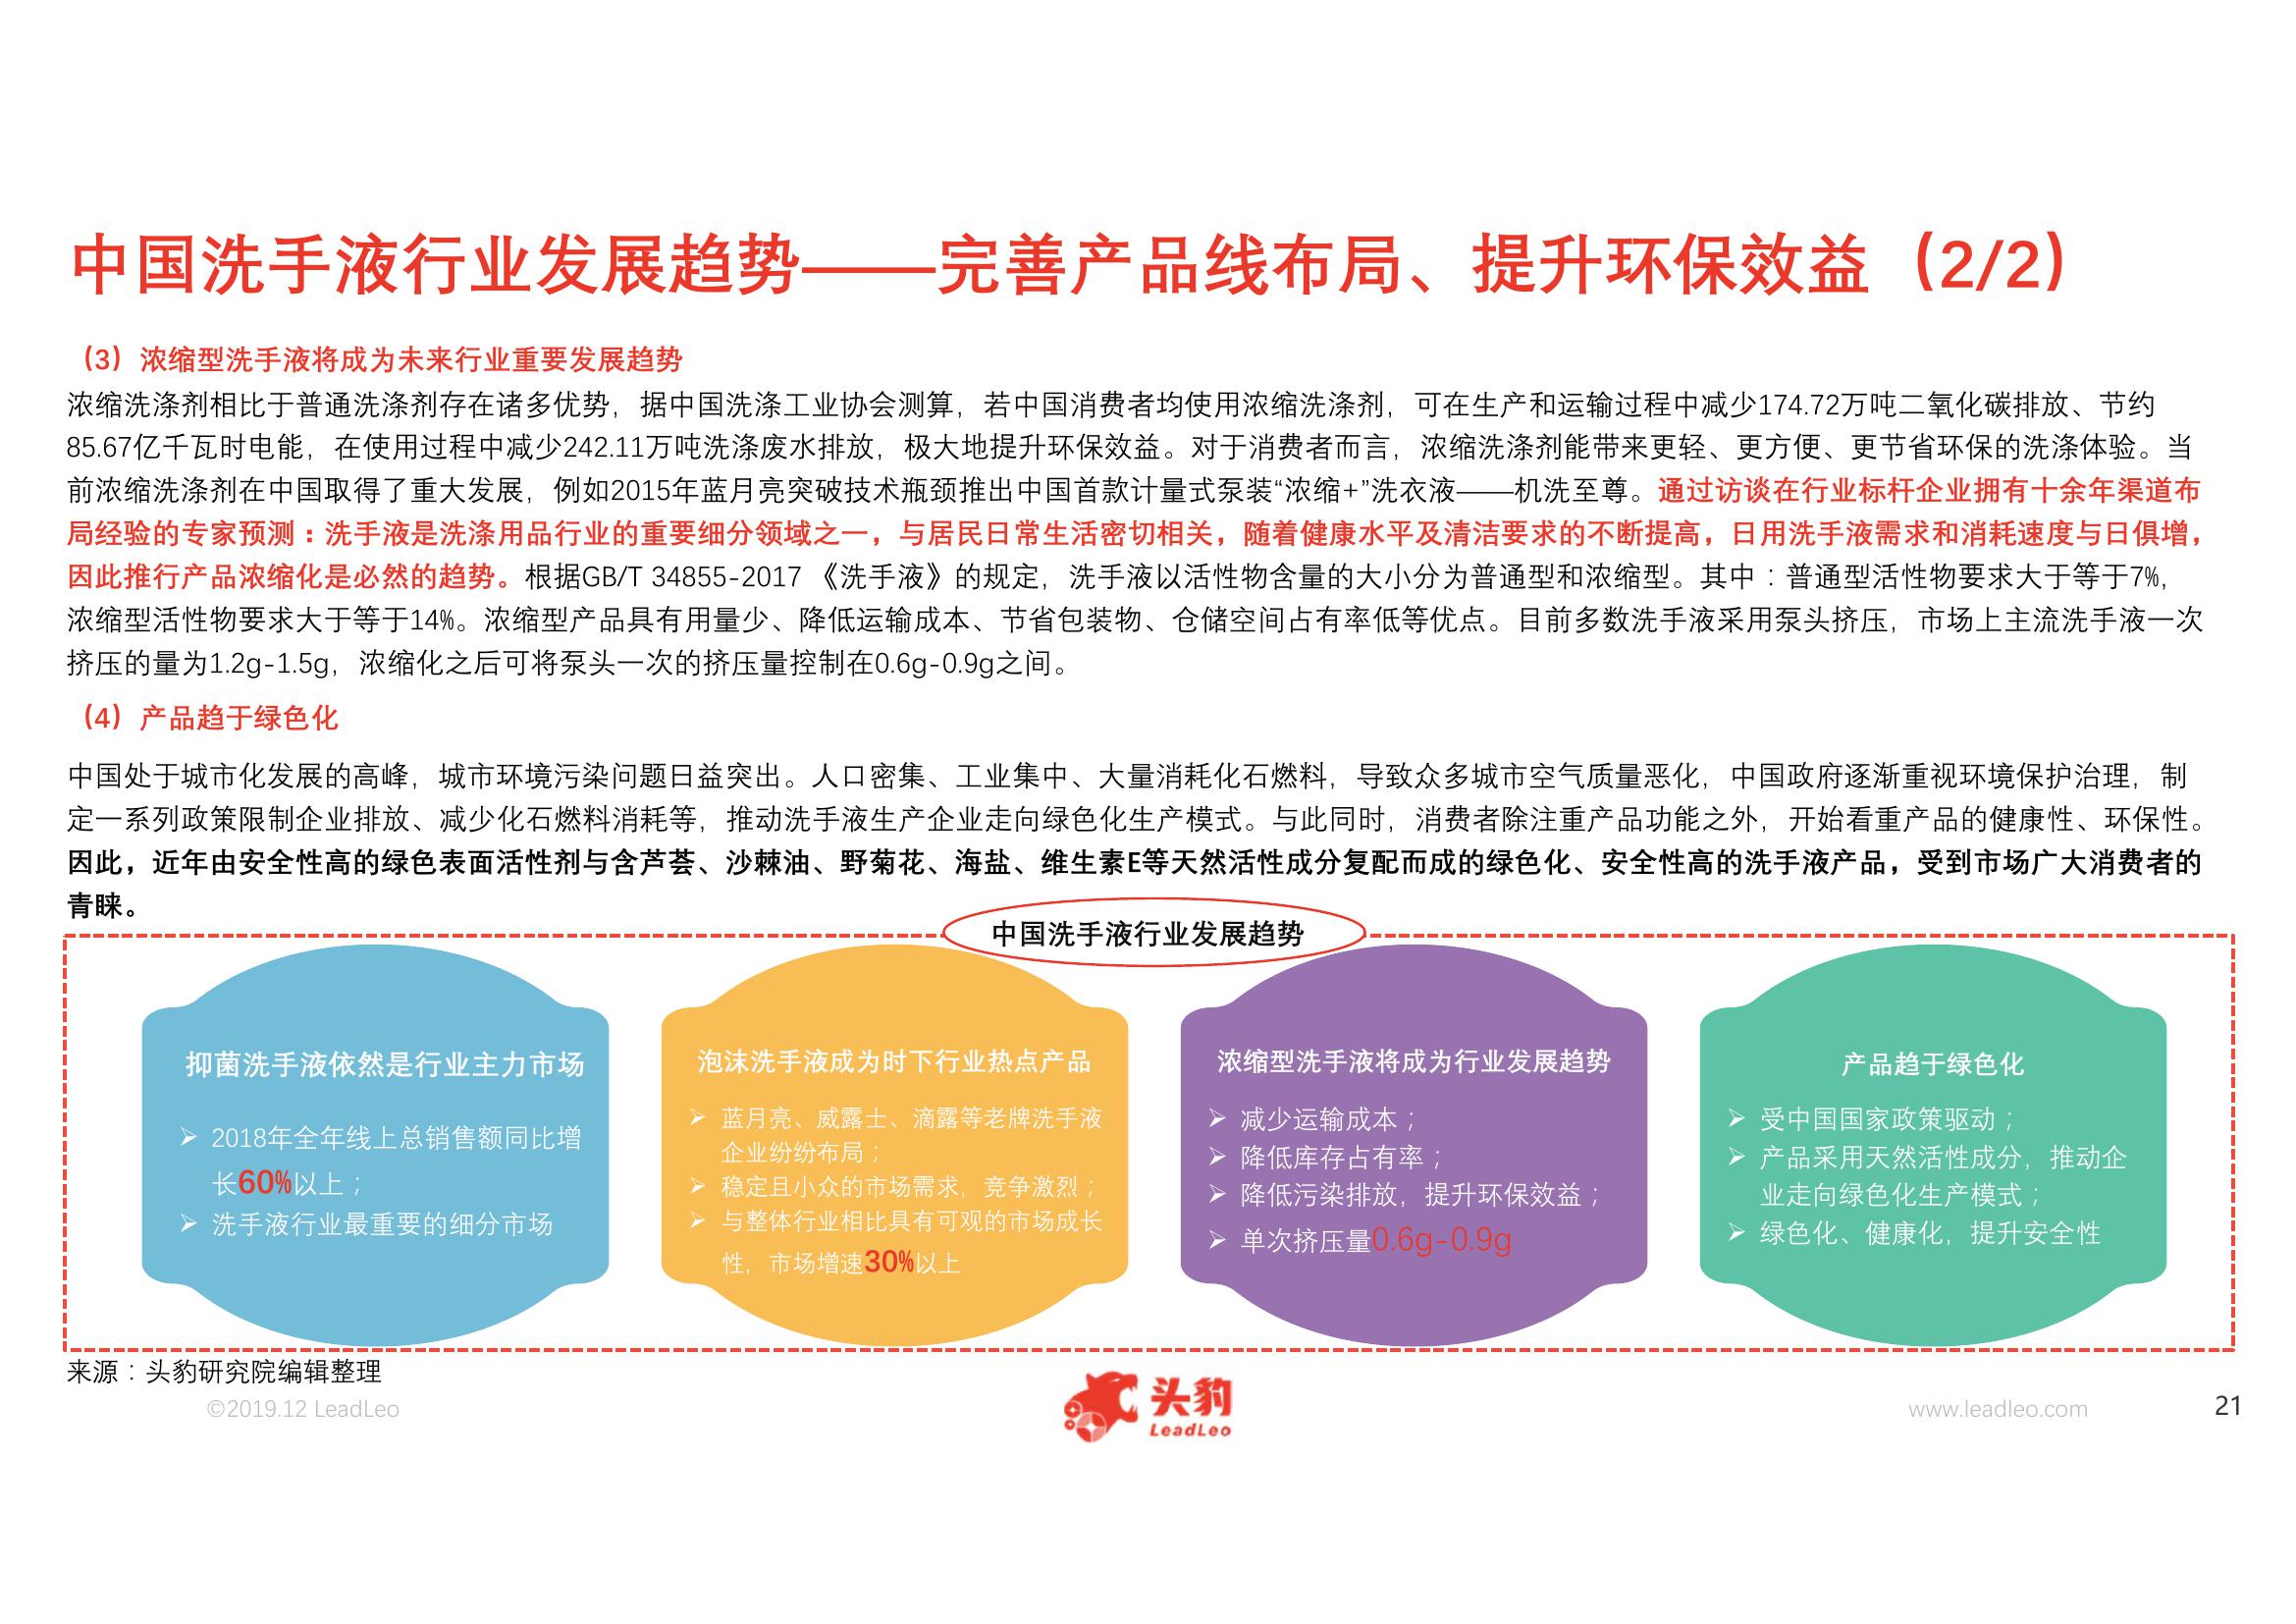 中国洗手液行业发展趋势——完善产品线布局、提升环保效益（2/2）
（3）浓缩型洗手液将成为未来行业重要发展趋势
浓缩洗涤剂相比于普通洗涤剂存在诸多优势，据中国洗涤工业协会测算，若中国消费者均使用浓缩洗涤剂，可在生产和运输过程中减少174.72万吨二氧化碳排放、节约
85.67亿千瓦时电能，在使用过程中减少242.11万吨洗涤废水排放，极大地提升环保效益。对于消费者而言，浓缩洗涤剂能带来更轻、更方便、更节省环保的洗涤体验。当
前浓缩洗涤剂在中国取得了重大发展，例如2015年蓝月亮突破技术瓶颈推出中国首款计量式泵装“浓缩+”洗衣液——机洗至尊。通过访谈在行业标杆企业拥有十余年渠道布
局经验的专家预测：洗手液是洗涤用品行业的重要细分领域之一，与居民日常生活密切相关，随着健康水平及清洁要求的不断提高，日用洗手液需求和消耗速度与日俱增，
因此推行产品浓缩化是必然的趋势。根据GB/T 34855-2017 《洗手液》的规定，洗手液以活性物含量的大小分为普通型和浓缩型。其中：普通型活性物要求大于等于7%，
浓缩型活性物要求大于等于14%。浓缩型产品具有用量少、降低运输成本、节省包装物、仓储空间占有率低等优点。目前多数洗手液采用泵头挤压，市场上主流洗手液一次
挤压的量为1.2g-1.5g，浓缩化之后可将泵头一次的挤压量控制在0.6g-0.9g之间。
（4）产品趋于绿色化
中国处于城市化发展的高峰，城市环境污染问题日益突出。人口密集、工业集中、大量消耗化石燃料，导致众多城市空气质量恶化，中国政府逐渐重视环境保护治理，制
定一系列政策限制企业排放、减少化石燃料消耗等，推动洗手液生产企业走向绿色化生产模式。与此同时，消费者除注重产品功能之外，开始看重产品的健康性、环保性。
因此，近年由安全性高的绿色表面活性剂与含芦荟、沙棘油、野菊花、海盐、维生素E等天然活性成分复配而成的绿色化、安全性高的洗手液产品，受到市场广大消费者的
青睐。
中国洗手液行业发展趋势
抑菌洗手液依然是行业主力市场
➢ 2018年全年线上总销售额同比增
长60%以上；
➢ 洗手液行业最重要的细分市场
泡沫洗手液成为时下行业热点产品
➢ 蓝月亮、威露士、滴露等老牌洗手液
企业纷纷布局；
➢ 稳定且小众的市场需求，竞争激烈；
➢ 与整体行业相比具有可观的市场成长
性，市场增速30%以上
浓缩型洗手液将成为行业发展趋势
➢ 减少运输成本；
➢ 降低库存占有率；
➢ 降低污染排放，提升环保效益；
➢ 单次挤压量0.6g-0.9g
产品趋于绿色化
➢ 受中国国家政策驱动；
➢ 产品采用天然活性成分，推动企
业走向绿色化生产模式；
➢ 绿色化、健康化，提升安全性
来源：头豹研究院编辑整理
©2019.12 LeadLeo
头豹
LeadLeo
www.leadleo.com
21